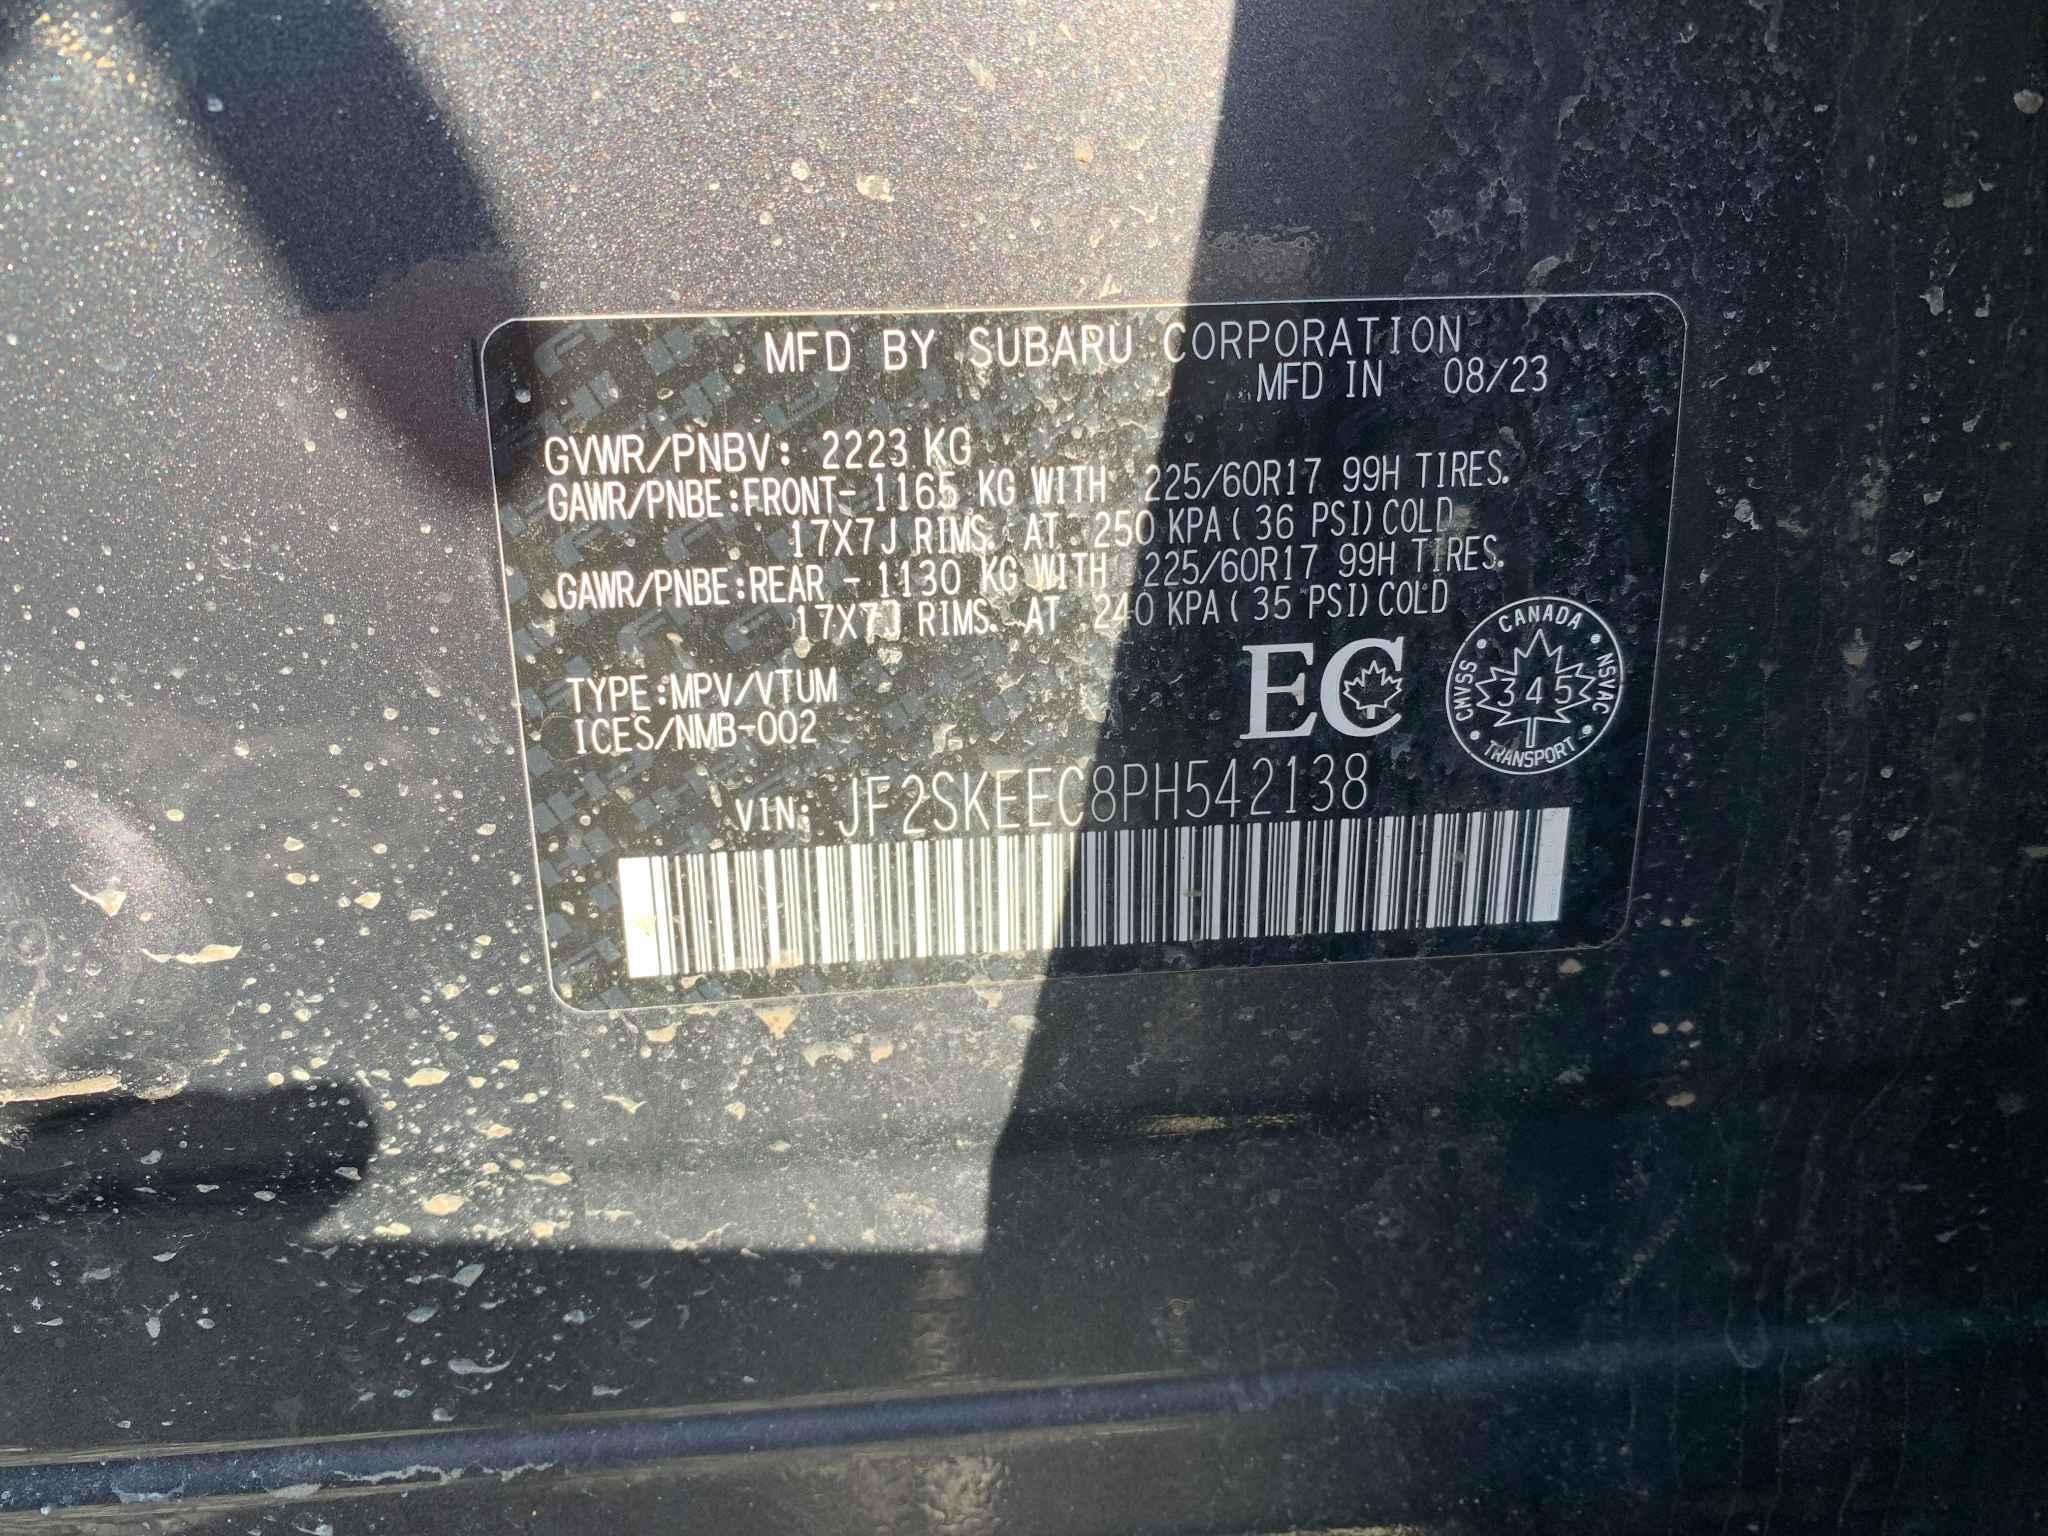 MFD BY SUBARU CORPORATION
MFD IN 08/23
GVWR/PNBV: 2223 KG
GAWR/PNBE:FRONT- 1165 KG WITH 225/60R17 99H TIRES.
17X7J RIMS. AT 250 KPA( 36 PSI)COLD
GAWR/PNBE:REAR - 1130 KG WITH 225/60R17 99H TIRES.
17X7J RIMS. AT 240 KPA( 35 PSI)COLD
TYPE:MPV/VTUM
ICES/NMB-002
EC
CANADA
CMVSS 345 NSVAC
TRANSPORT
VIN: JF2SKEEC8PH542138